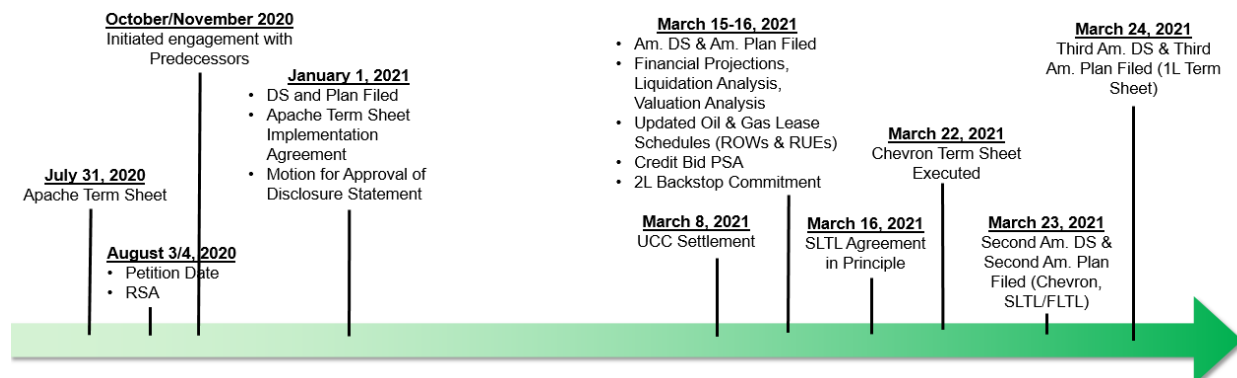 October/November 2020
Initiated engagement with
Predecessors
January 1, 2021
• DS and Plan Filed
• Apache Term Sheet
Implementation
Agreement
• Motion for Approval of
Disclosure Statement
July 31, 2020
Apache Term Sheet
August 3/4, 2020
• Petition Date
• RSA
March 15-16, 2021
• Am. DS & Am. Plan Filed
• Financial Projections,
Liquidation Analysis,
Valuation Analysis
• Updated Oil & Gas Lease
Schedules (ROWs & RUEs)
• Credit Bid PSA
• 2L Backstop Commitment
March 8, 2021
UCC Settlement
March 16, 2021
SLTL Agreement
in Principle
March 22, 2021
Chevron Term Sheet
Executed
March 23, 2021
Second Am. DS &
Second Am. Plan
Filed (Chevron,
SLTL/FLTL)
March 24, 2021
Third Am. DS & Third
Am. Plan Filed (1L Term
Sheet)